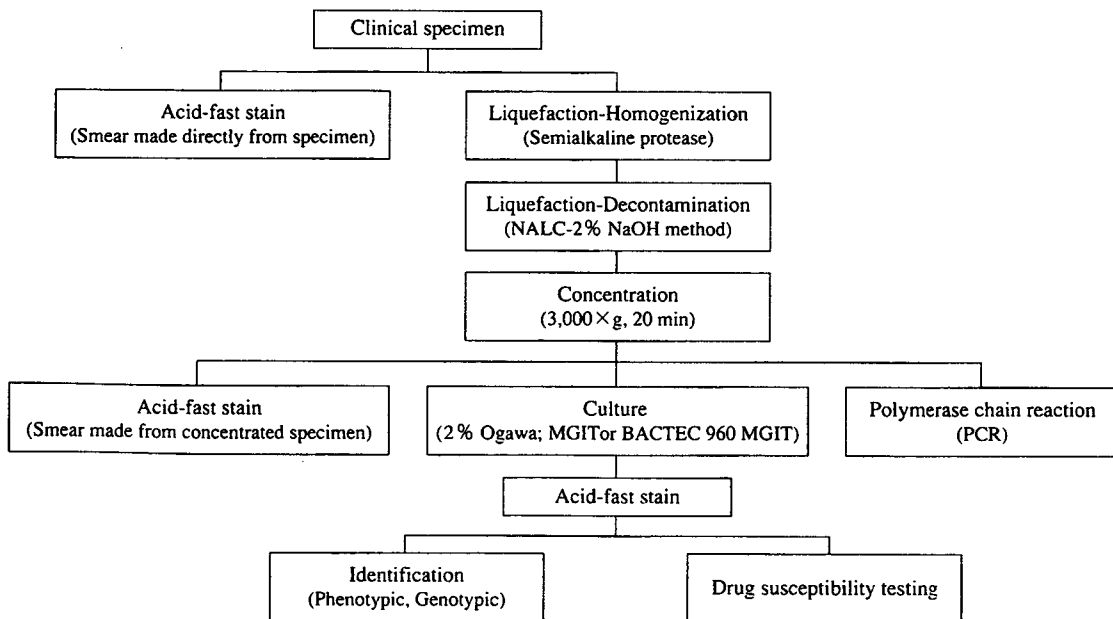 Clinical specimen
Acid-fast stain
(Smear made directly from specimen)
Liquefaction-Homogenization
(Semialkaline protease)
Liquefaction-Decontamination
(NALC-2% NaOH method)
Concentration
(3,000×g, 20 min)
Acid-fast stain
(Smear made from concentrated specimen)
Culture
(2% Ogawa; MGITor BACTEC 960 MGIT)
Polymerase chain reaction
(PCR)
Acid-fast stain
Identification
(Phenotypic, Genotypic)
Drug susceptibility testing